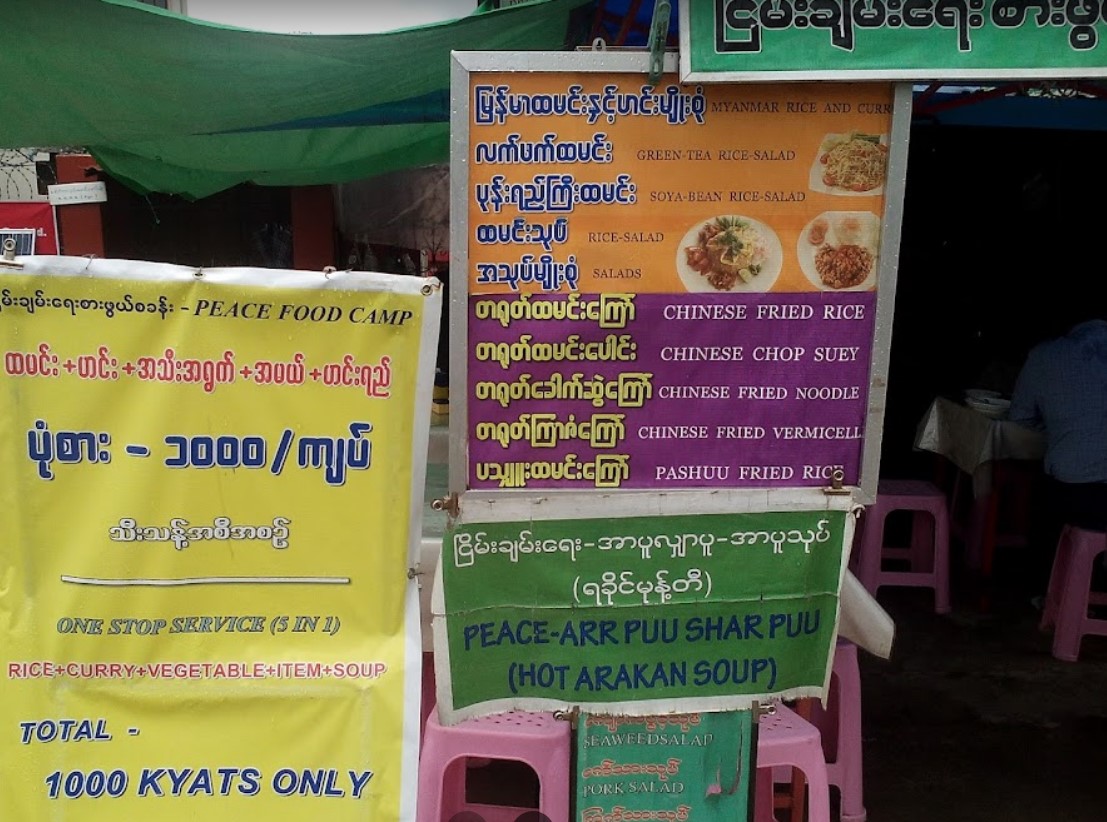 ငြိမ်းချမ်းရေး စားဖွယ်
မြန်မာထမင်းနှင့်ဟင်းမျိုးစုံ MYANMAR RICE AND CURR
လက်ဖက်ထမင်း GREEN-TEA RICE-SALAD
ပုန်းရည်ကြီးထမင်း SOYA-BEAN RICE-SALAD
ထမင်းသုပ် RICE-SALAD
အသုပ်မျိုးစုံ SALADS
တရုတ်ထမင်းကြော် CHINESE FRIED RICE
တရုတ်ထမင်းပေါင်း CHINESE CHOP SUEY
တရုတ်ခေါက်ဆွဲကြော် CHINESE FRIED NOODLE
တရုတ်ကြာဇံကြော် CHINESE FRIED VERMICELL
ပသျှူးထမင်းကြော် PASHUU FRIED RICE
မ်းချမ်းရေးစားဖွယ်စခန်း - PEACE FOOD CAMP
ထမင်း+ဟင်း+အသီးအရွက်+အမယ်+ဟင်းရည်
ပုံစား - ၁၀၀၀/ကျပ်
သီးသန့်အစီအစဉ်
ONE STOP SERVICE (5 IN 1)
RICE+CURRY+VEGETABLE+ITEM+SOUP
TOTAL -
1000 KYATS ONLY
ငြိမ်းချမ်းရေး-အာပူလျှာပူ-အာပူသုပ်
(ရခိုင်မုန့်တီ)
PEACE-ARR PUU SHAR PUU
(HOT ARAKAN SOUP)
SEAWEEDSALAD
ဝက်သားသုပ်
PORK SALAD